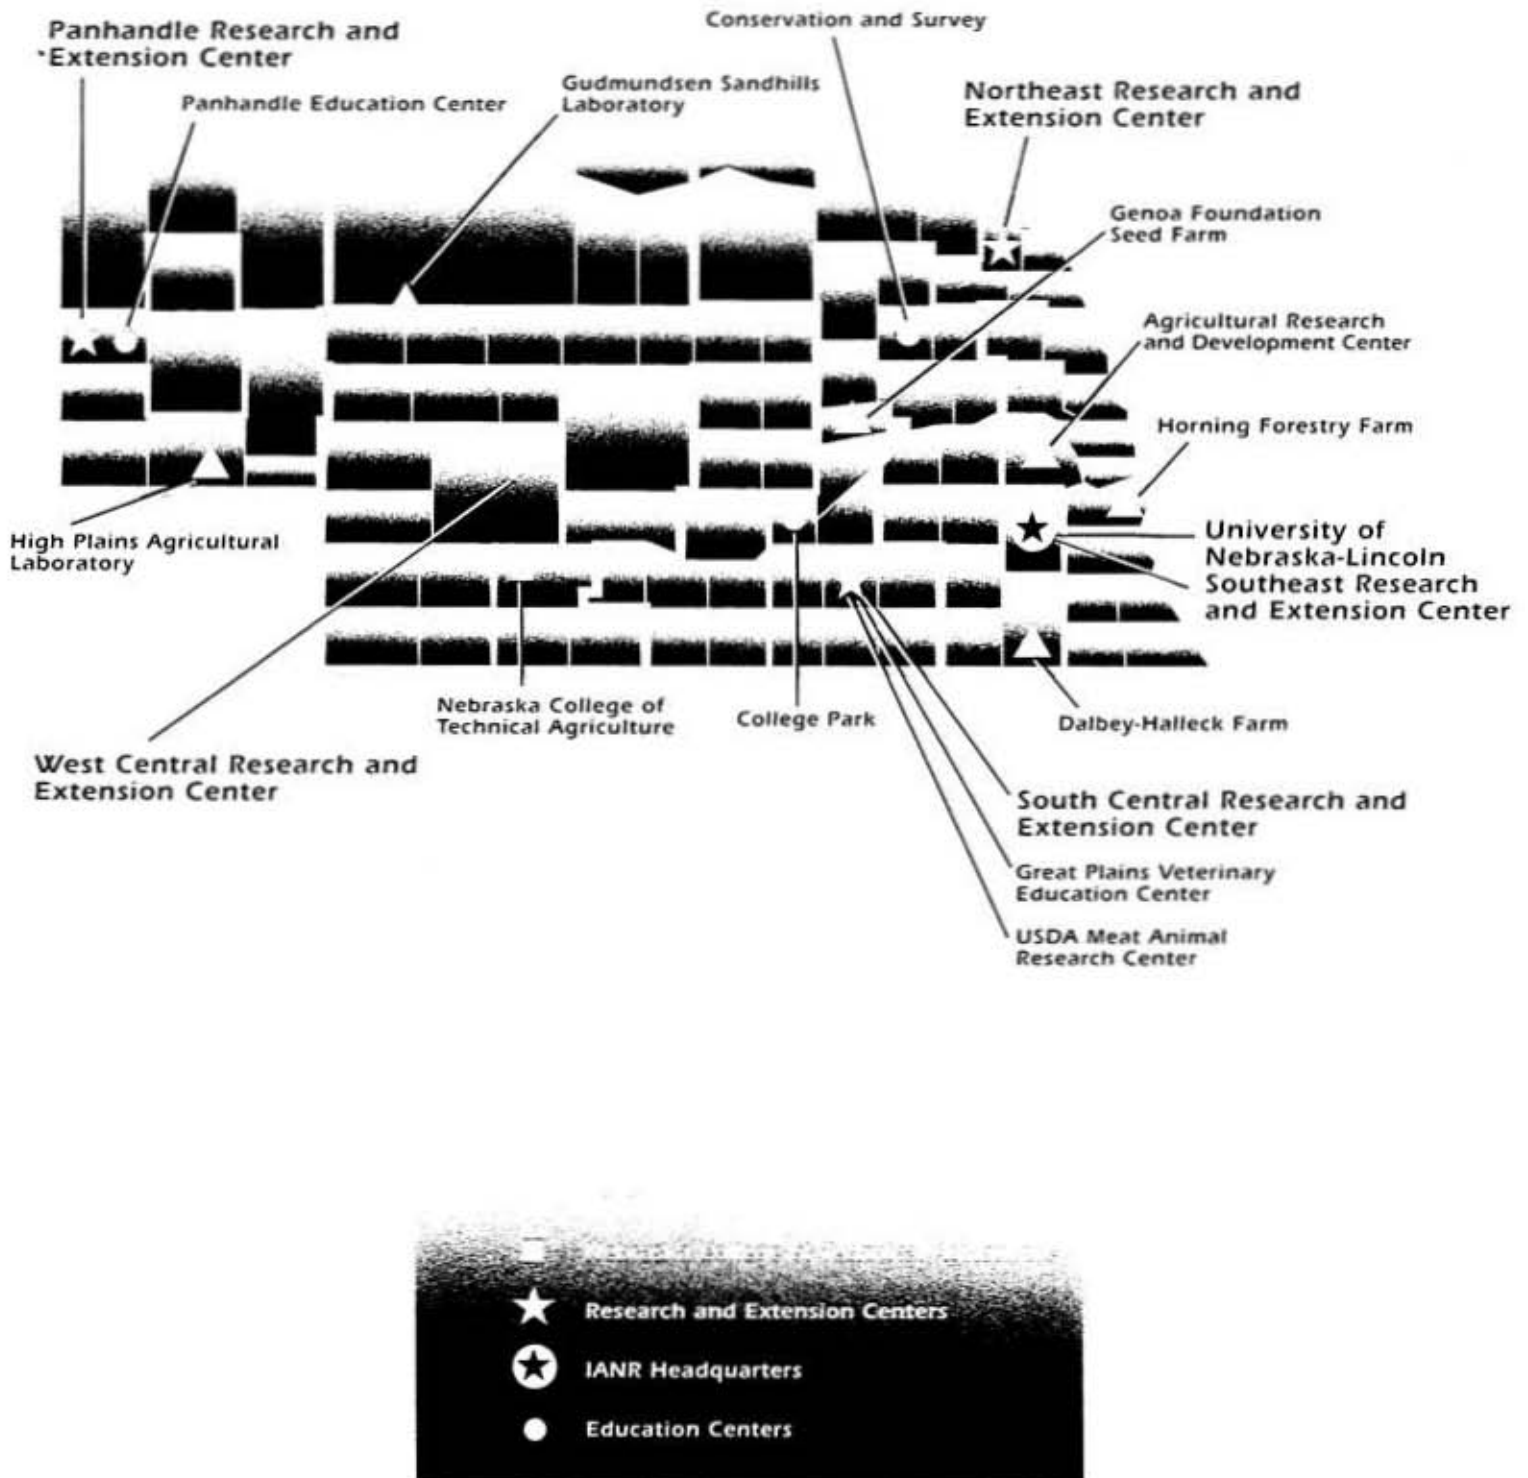 Conservation and Survey
Panhandle Research and
Extension Center
Gudmundsen Sandhills
Laboratory
Panhandle Education Center
Northeast Research and
Extension Center
Genoa Foundation
Seed Farm
Agricultural Research
and Development Center
Horning Forestry Farm
High Plains Agricultural
Laboratory
University of
Nebraska-Lincoln
Southeast Research
and Extension Center
Nebraska College of
Technical Agriculture
College Park
Dalbey-Halleck Farm
West Central Research and
Extension Center
South Central Research and
Extension Center
Great Plains Veterinary
Education Center
USDA Meat Animal
Research Center
Research and Extension Centers
IANR Headquarters
Education Centers